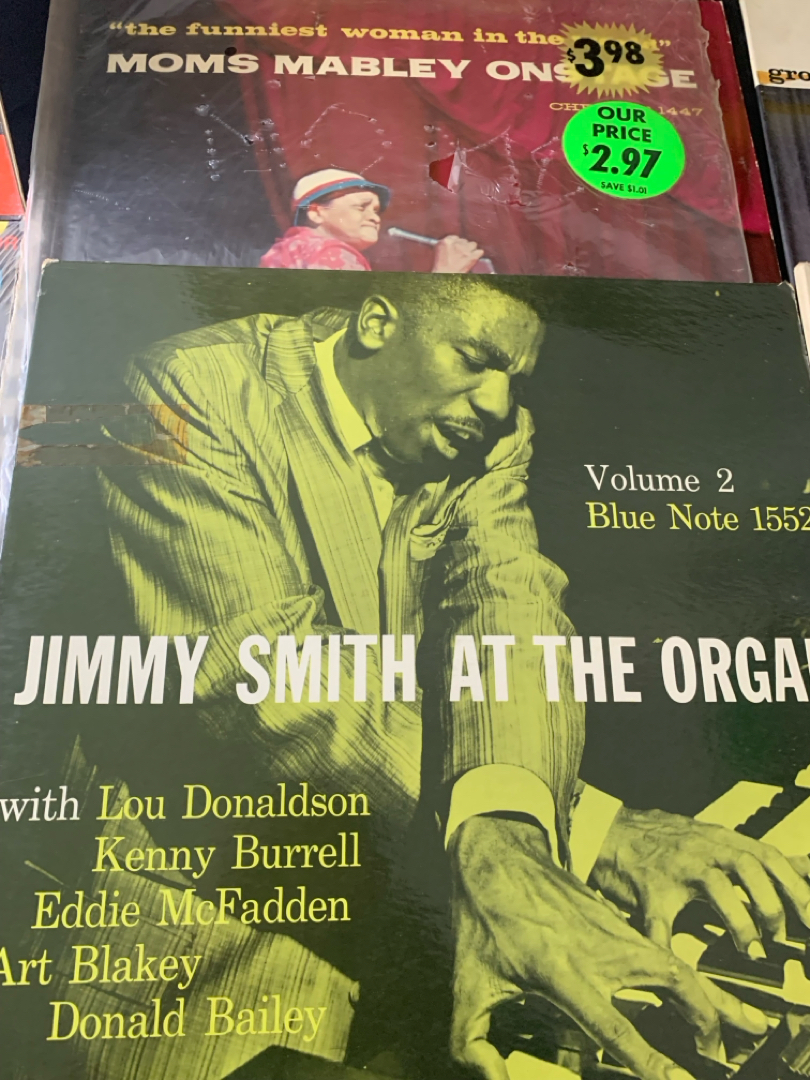 "the funniest woman in the
$3.98
MOMS MABLEY ONSTAGE
gro
1447
OUR
PRICE
$2.97
SAVE $1.01
Volume 2
Blue Note 1552
JIMMY SMITH AT THE ORGA
with Lou Donaldson
Kenny Burrell
Eddie McFadden
Art Blakey
Donald Bailey